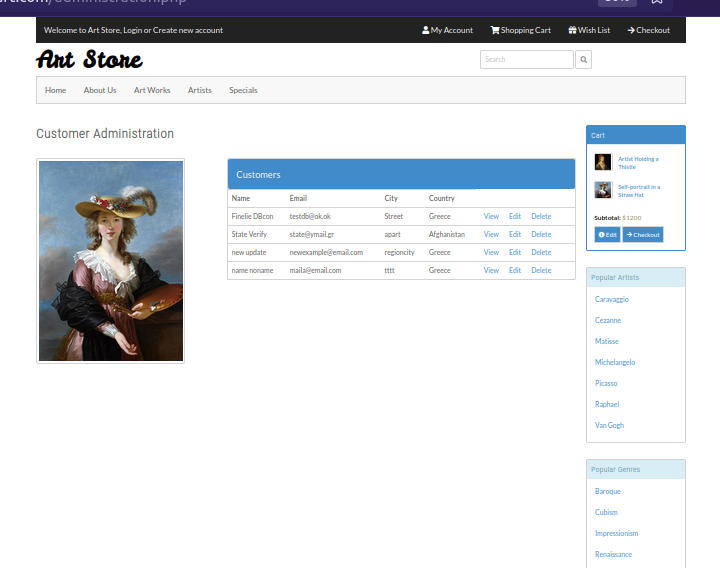 Welcome to Art Store, Login or Create new account
My Account Shopping Cart Wish List Checkout
Art Store
Search
Home About Us Art Works Artists Specials
Customer Administration
Customers
Name Email City Country
Finelie DBcon testdb@ok.ok Street Greece View Edit Delete
State Verify state@ymail.gr apart Afghanistan View Edit Delete
new update newexample@email.com regioncity Greece View Edit Delete
name noname maila@email.com tttt Greece View Edit Delete
Cart
Artist Holding a
Thistle
Self-portrait in a
Straw Hat
Subtotal: $1200
Edit Checkout
Popular Artists
Caravaggio
Cezanne
Matisse
Michelangelo
Picasso
Raphael
Van Gogh
Popular Genres
Baroque
Cubism
Impressionism
Renaissance